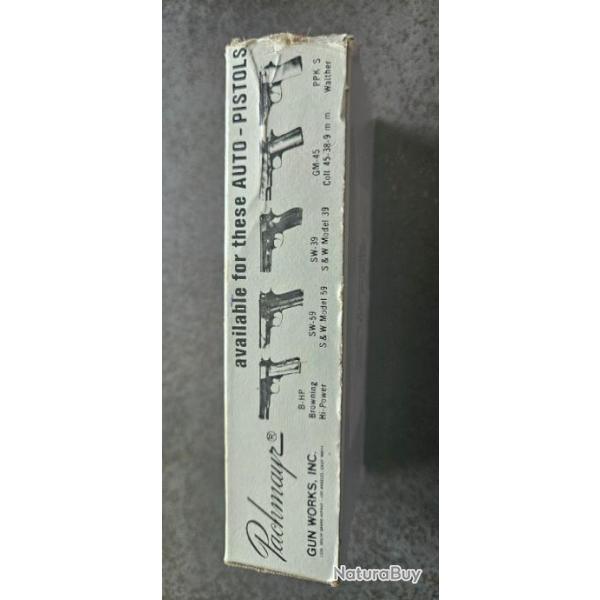 available for these AUTO-PISTOLS
B-HP
Browning
Hi-Power
SW-59
S & W Model 59
SW-39
S & W Model 39
GM-45
Colt 45-38-9 m m
PPK S
Walther
Pachmayr®
GUN WORKS, INC.
NaturaBuy